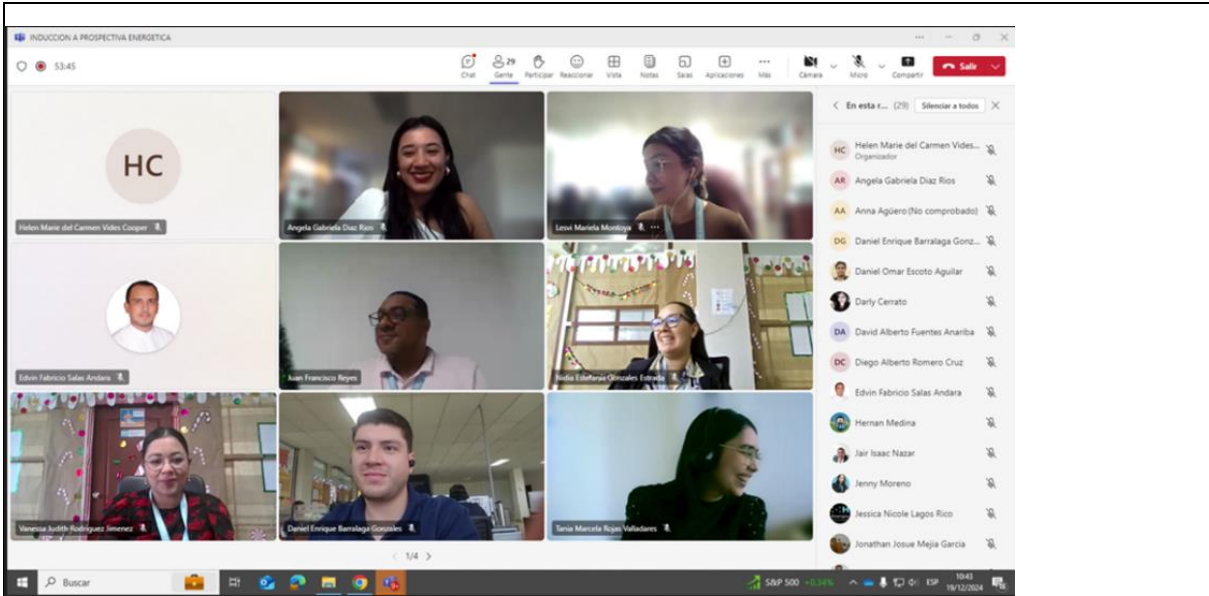 INDUCCION A PROSPECTIVA ENERGETICA
53:45
Chat
29
Gente
Participar
Reaccionar
Vista
Notas
Salas
Aplicaciones
Más
Cámara
Micro
Compartir
Salir
HC
Helen Marie del Carmen Vides Cooper
Angela Gabriela Diaz Rios
Lesvi Mariela Montoya
Edvin Fabricio Salas Andara
Juan Francisco Reyes
Nidia Estefania Gonzales Estrada
Vanessa Judith Rodriguez Jimenez
Daniel Enrique Barralaga Gonzales
Tania Marcela Rojas Valladares
1/4
En esta r... (29) Silenciar a todos
HC Helen Marie del Carmen Vides...
Organizador
AR Angela Gabriela Diaz Rios
AA Anna Agüero (No comprobado)
DG Daniel Enrique Barralaga Gonz...
Daniel Omar Escoto Aguilar
Darly Cerrato
DA David Alberto Fuentes Anariba
DC Diego Alberto Romero Cruz
Edvin Fabricio Salas Andara
Hernan Medina
Jair Isaac Nazar
Jenny Moreno
Jessica Nicole Lagos Rico
Jonathan Josue Mejia Garcia
Buscar
S&P 500 +0.34%
ESP
10:43
19/12/2024